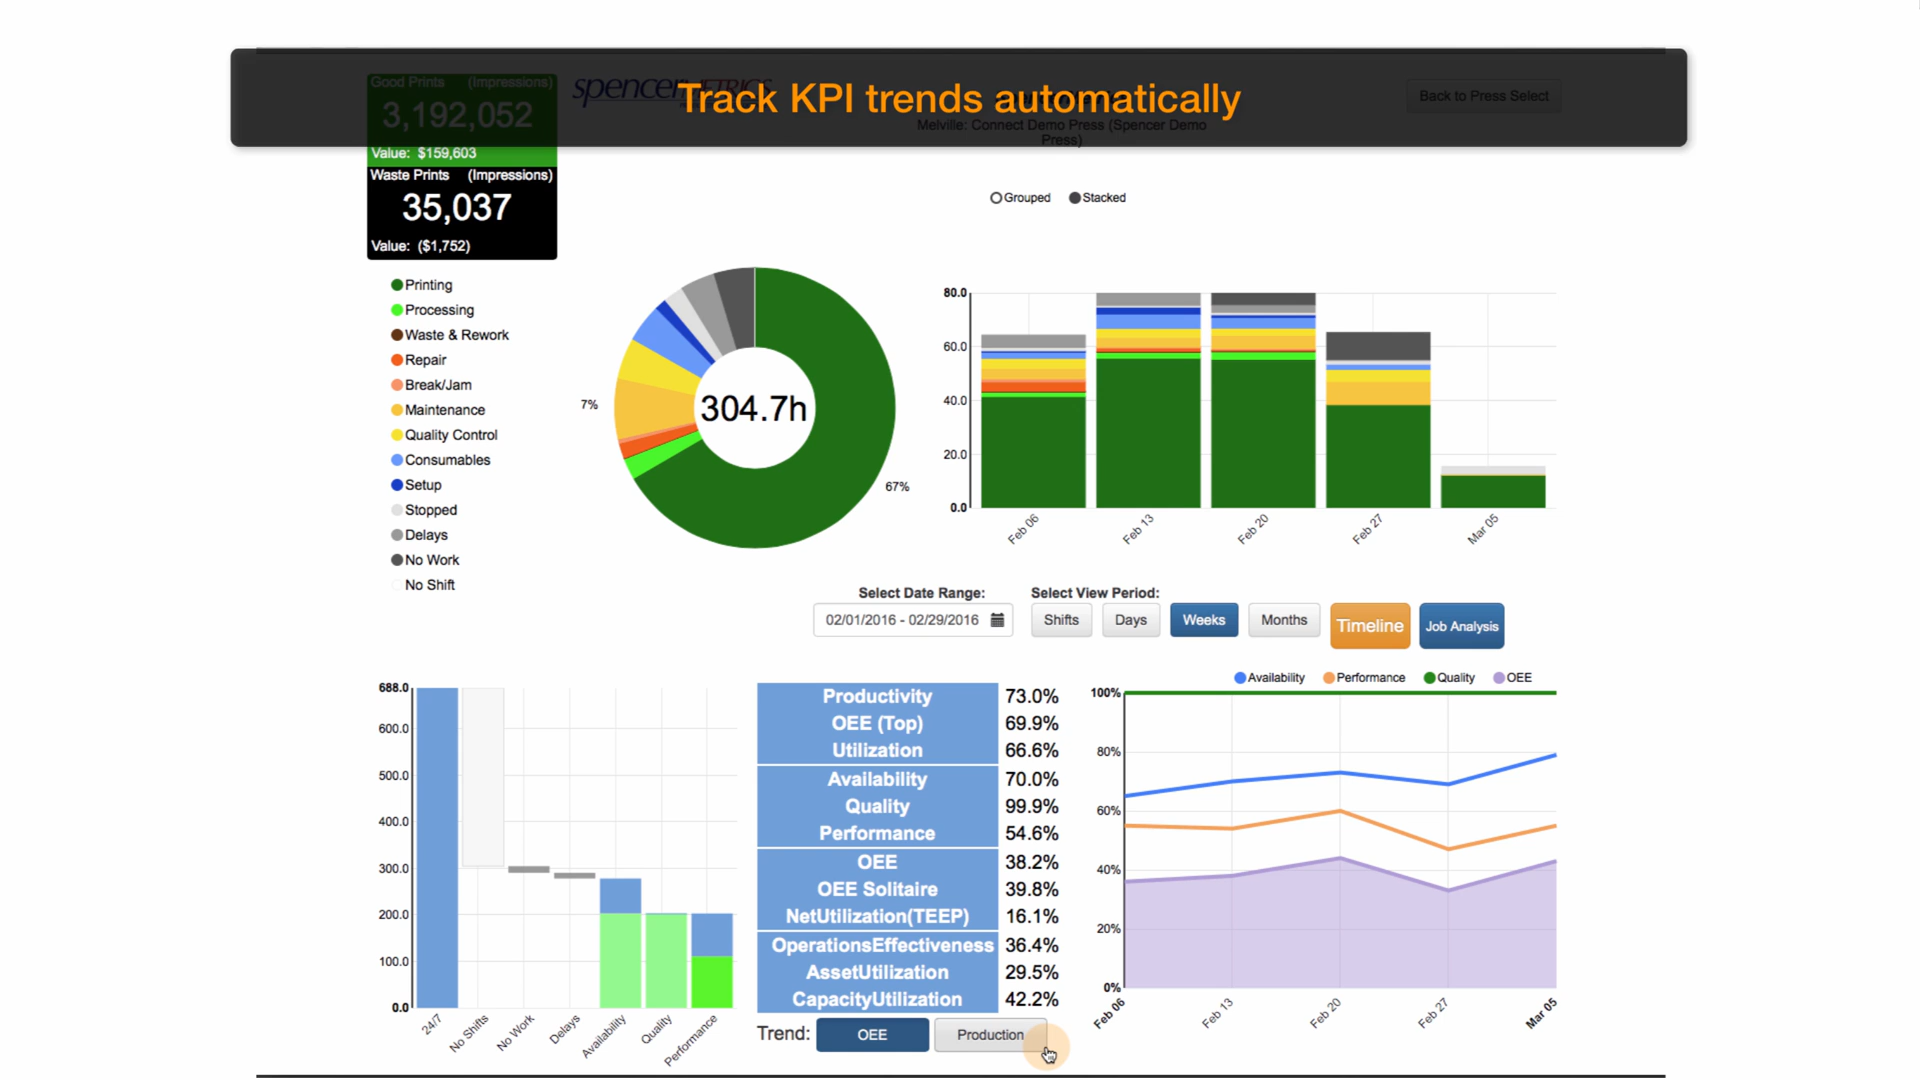 Track KPI trends automatically
Good Prints (Impressions)
3,192,052
Value: $159,603
Waste Prints (Impressions)
35,037
Value: ($1,752)
spencerMETRICS
Melville: Connect Demo Press (Spencer Demo
Press)
Back to Press Select
Grouped Stacked
Printing
Processing
Waste & Rework
Repair
Break/Jam
Maintenance
Quality Control
Consumables
Setup
Stopped
Delays
No Work
No Shift
7%
304.7h
67%
80.0
60.0
40.0
20.0
0.0
Feb 06
Feb 13
Feb 20
Feb 27
Mar 05
Select Date Range:
02/01/2016 - 02/29/2016
Select View Period:
Shifts Days Weeks Months Timeline Job Analysis
688.0
600.0
500.0
400.0
300.0
200.0
100.0
0.0
24/7
No Shifts
No Work
Delays
Availability
Quality
Performance
Productivity 73.0%
OEE (Top) 69.9%
Utilization 66.6%
Availability 70.0%
Quality 99.9%
Performance 54.6%
OEE 38.2%
OEE Solitaire 39.8%
NetUtilization(TEEP) 16.1%
OperationsEffectiveness 36.4%
AssetUtilization 29.5%
CapacityUtilization 42.2%
Trend: OEE Production
Availability Performance Quality OEE
100%
80%
60%
40%
20%
0%
Feb 06
Feb 13
Feb 20
Feb 27
Mar 05